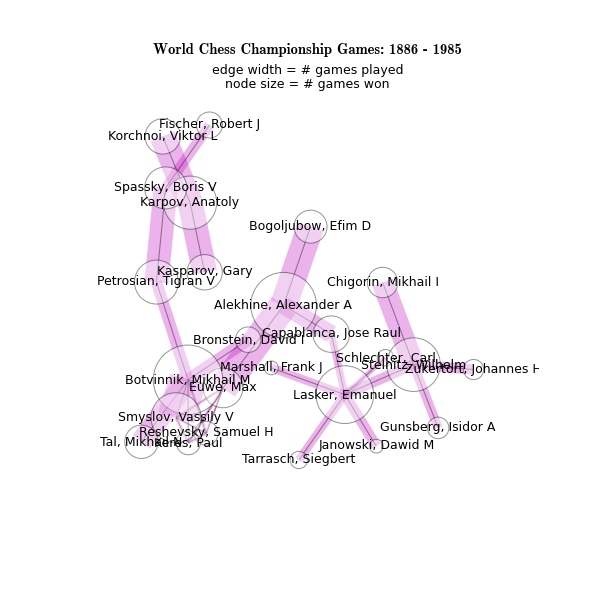 World Chess Championship Games: 1886 - 1985
edge width = # games played
node size = # games won
Fischer, Robert J
Korchnoi, Viktor L
Spassky, Boris V
Karpov, Anatoly
Bogoljubow, Efim D
Kasparov, Gary
Petrosian, Tigran V
Chigorin, Mikhail I
Alekhine, Alexander A
Capablanca, Jose Raul
Bronstein, David I
Schlechter, Carl
Steinitz, Wilhelm
Marshall, Frank J
Zukertort, Johannes H
Botvinnik, Mikhail M
Euwe, Max
Lasker, Emanuel
Smyslov, Vassily V
Gunsberg, Isidor A
Reshevsky, Samuel H
Tal, Mikhail N
Keres, Paul
Janowski, Dawid M
Tarrasch, Siegbert